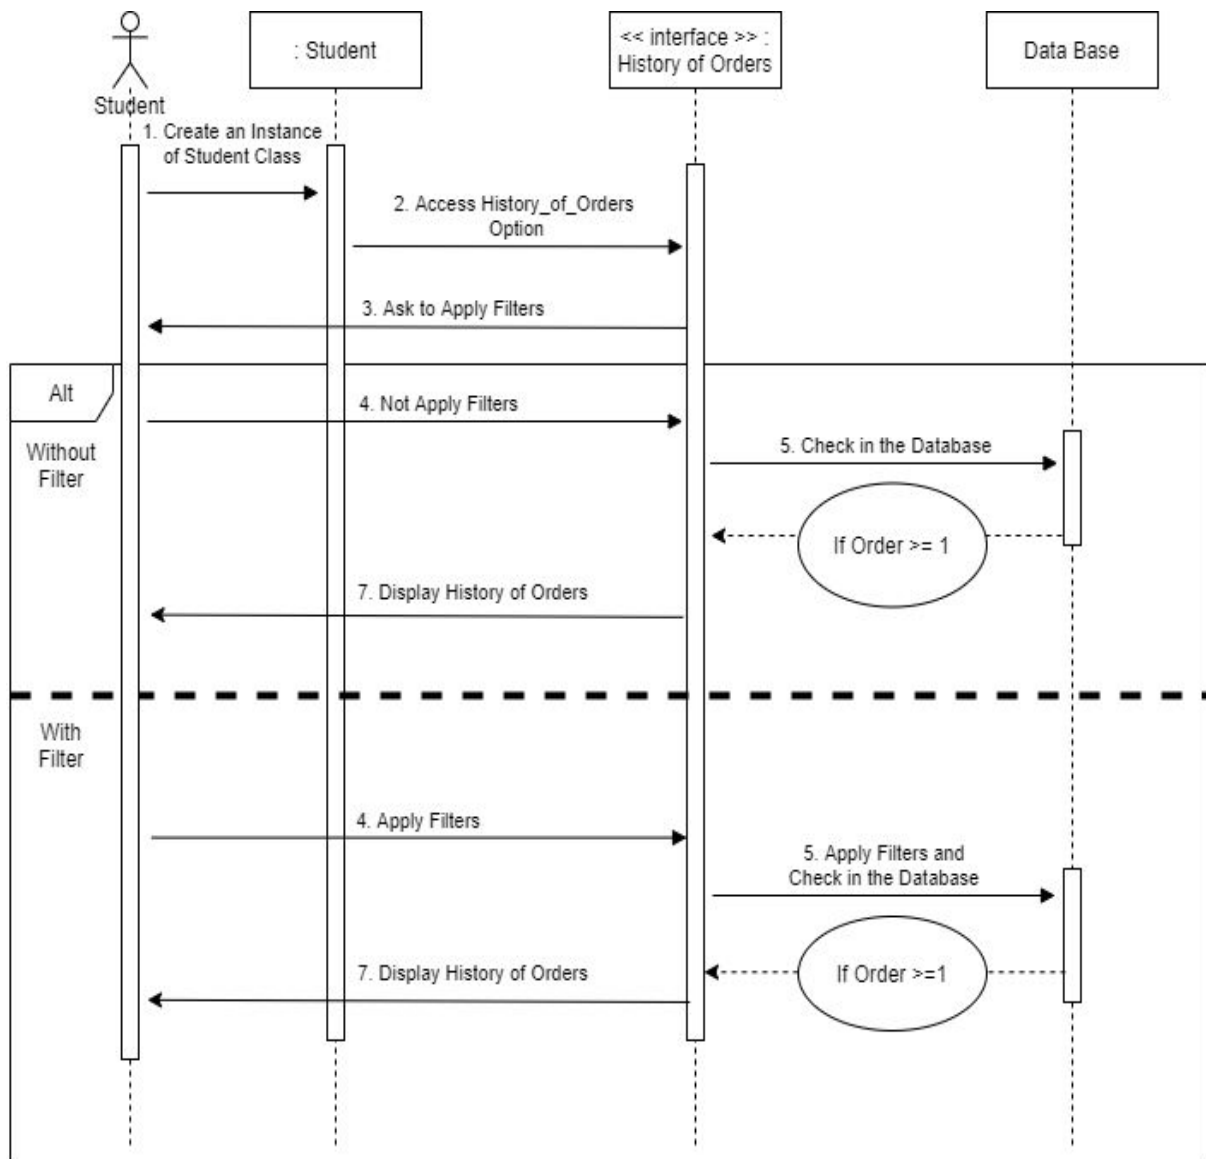 Student
: Student
<< interface >> :
History of Orders
Data Base
1. Create an Instance
of Student Class
2. Access History_of_Orders
Option
3. Ask to Apply Filters
Alt
Without
Filter
4. Not Apply Filters
5. Check in the Database
If Order >= 1
7. Display History of Orders
With
Filter
4. Apply Filters
5. Apply Filters and
Check in the Database
If Order >=1
7. Display History of Orders